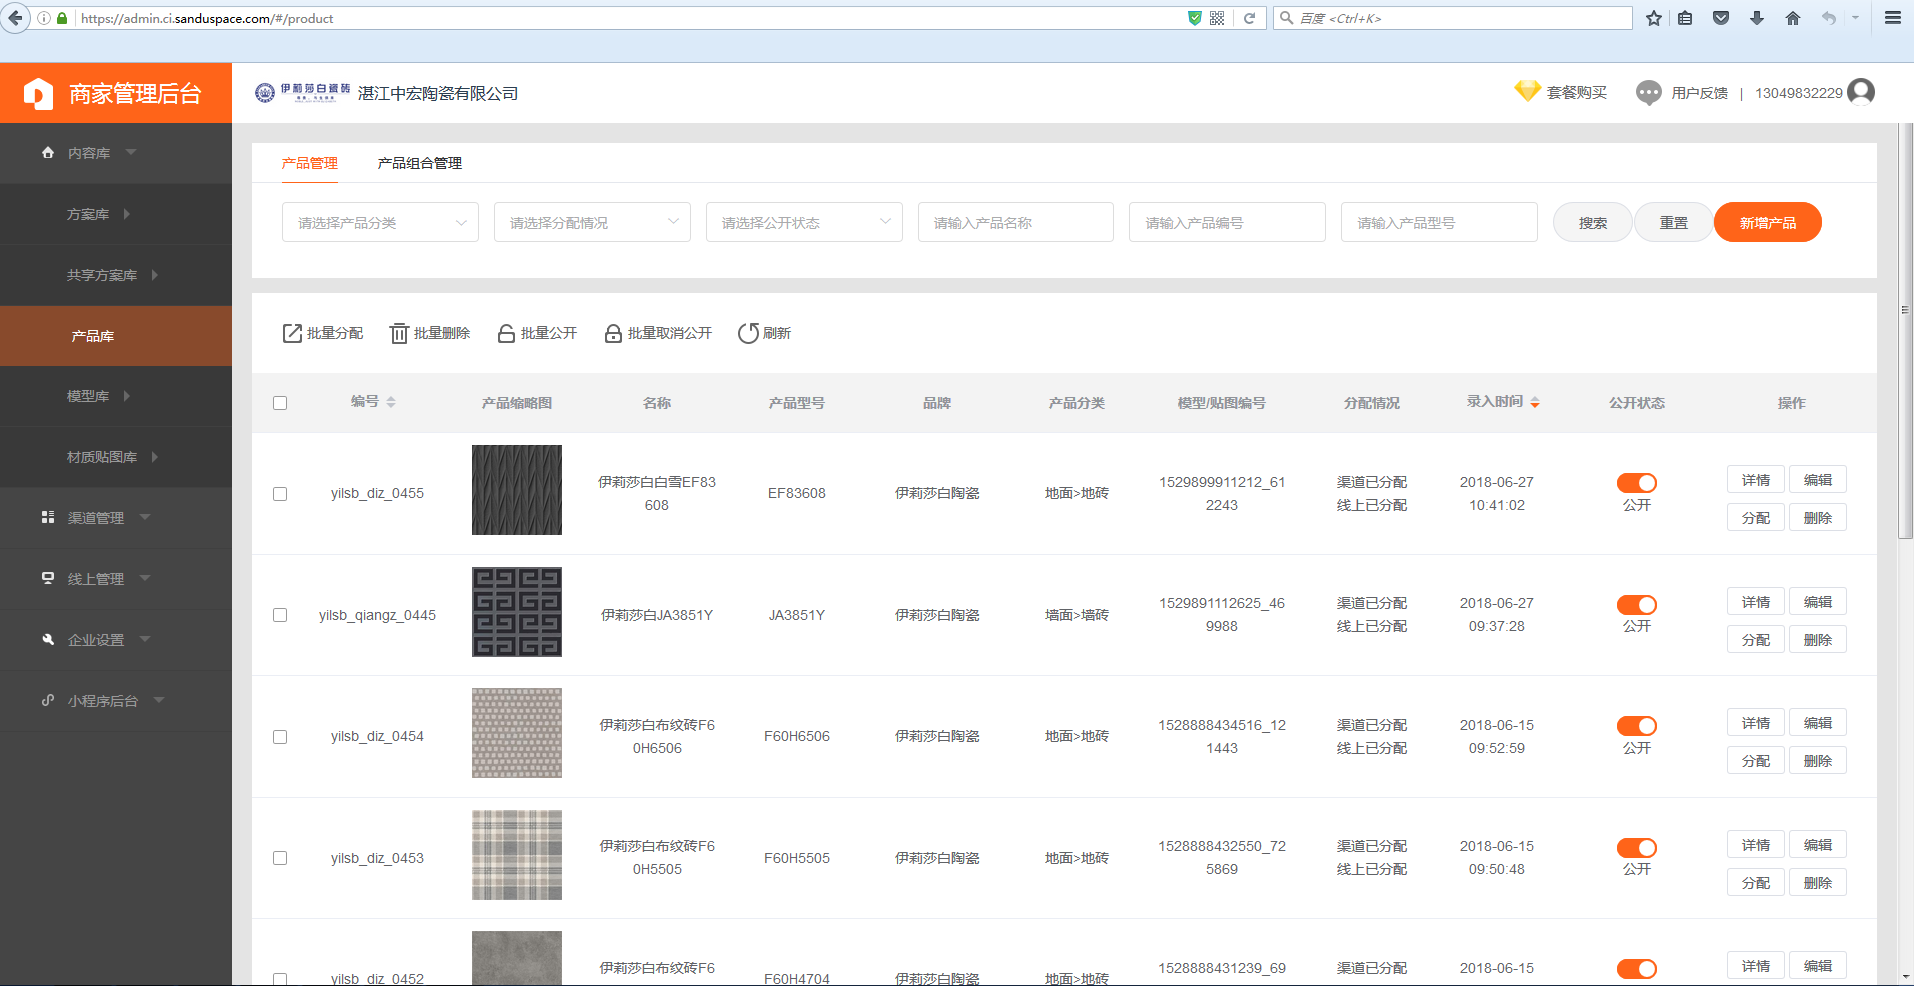 https://admin.ci.sanduspace.com/#/product
百度 <Ctrl+K>
商家管理后台
伊莉莎白瓷砖
湛江中宏陶瓷有限公司
套餐购买
用户反馈 | 13049832229
内容库
方案库
共享方案库
产品库
模型库
材质贴图库
渠道管理
线上管理
企业设置
小程序后台
产品管理 产品组合管理
请选择产品分类 请选择分配情况 请选择公开状态 请输入产品名称 请输入产品编号 请输入产品型号 搜索 重置 新增产品
批量分配 批量删除 批量公开 批量取消公开 刷新
编号 产品缩略图 名称 产品型号 品牌 产品分类 模型/贴图编号 分配情况 录入时间 公开状态 操作
伊莉莎白白雪EF83 1529899911212_61 渠道已分配 2018-06-27 详情 编辑
yilsb_diz_0455 EF83608 伊莉莎白陶瓷 地面>地砖
608 2243 线上已分配 10:41:02 公开
分配 删除
1529891112625_46 渠道已分配 2018-06-27 详情 编辑
yilsb_qiangz_0445 伊莉莎白JA3851Y JA3851Y 伊莉莎白陶瓷 墙面>墙砖
9988 线上已分配 09:37:28 公开
分配 删除
伊莉莎白布纹砖F6 1528888434516_12 渠道已分配 2018-06-15 详情 编辑
yilsb_diz_0454 F60H6506 伊莉莎白陶瓷 地面>地砖
0H6506 1443 线上已分配 09:52:59 公开
分配 删除
伊莉莎白布纹砖F6 1528888432550_72 渠道已分配 2018-06-15 详情 编辑
yilsb_diz_0453 F60H5505 伊莉莎白陶瓷 地面>地砖
0H5505 5869 线上已分配 09:50:48 公开
分配 删除
伊莉莎白布纹砖F6 1528888431239_69 渠道已分配 2018-06-15 详情 编辑
yilsb_diz_0452 F60H4704 伊莉莎白陶瓷 地面>地砖